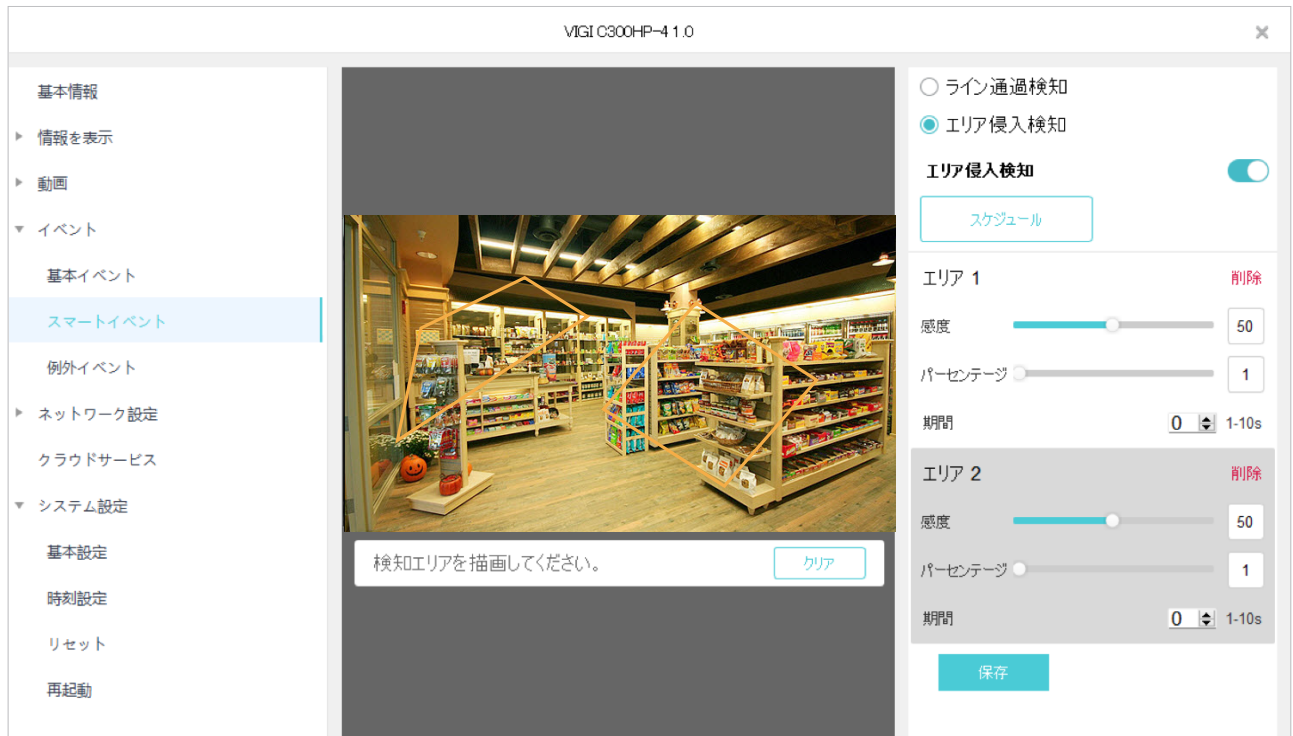 VIGI C300HP-4 1.0
×
基本情報
情報を表示
動画
イベント
基本イベント
スマートイベント
例外イベント
ネットワーク設定
クラウドサービス
システム設定
基本設定
時刻設定
リセット
再起動
検知エリアを描画してください。
クリア
ライン通過検知
エリア侵入検知
エリア侵入検知
スケジュール
エリア 1 削除
感度 50
パーセンテージ 1
期間 0 1-10s
エリア 2 削除
感度 50
パーセンテージ 1
期間 0 1-10s
保存